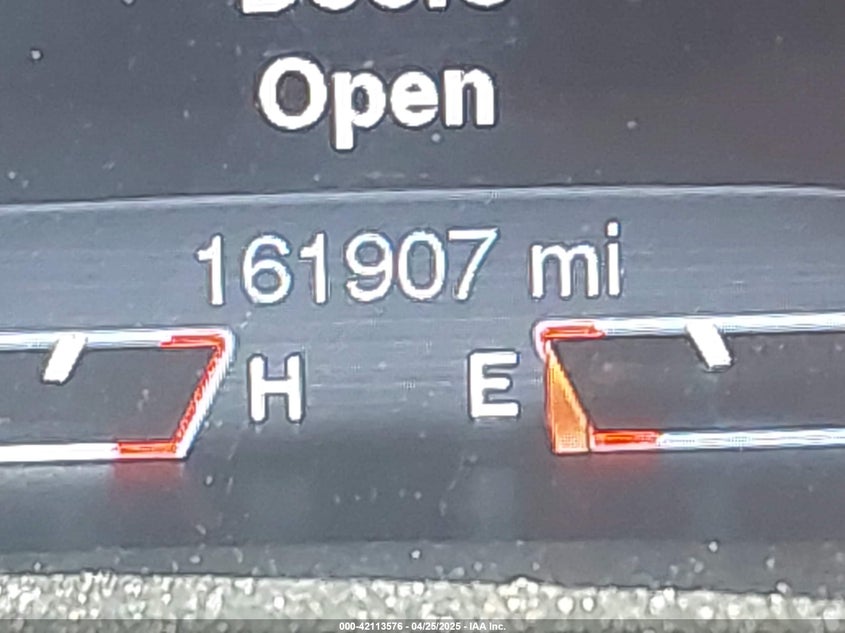 Open
161907 mi
H E
000-42113576 - 04/25/2025 - IAA Inc.